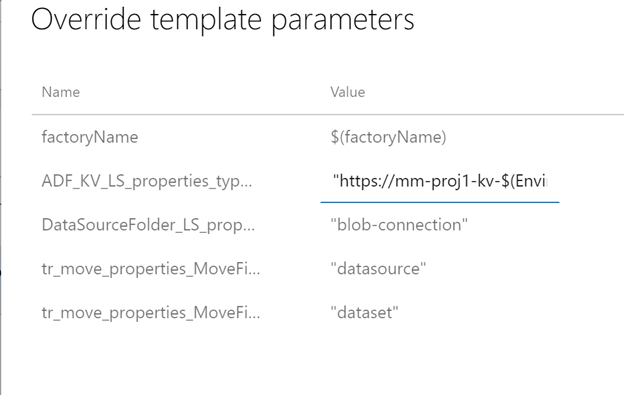 Override template parameters
Name Value
factoryName $(factoryName)
ADF_KV_LS_properties_typ... "https://mm-proj1-kv-$(Envi
DataSourceFolder_LS_prop... "blob-connection"
tr_move_properties_MoveFi... "datasource"
tr_move_properties_MoveFi... "dataset"